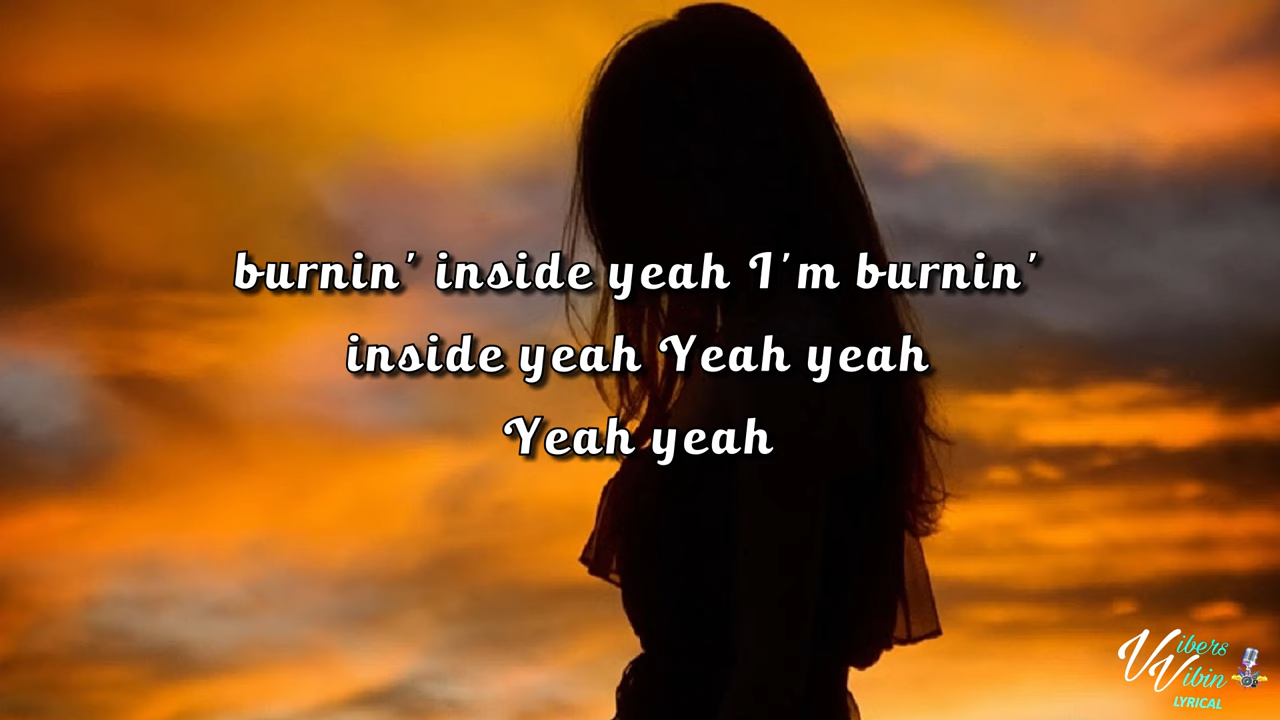 burnin' inside yeah I'm burnin'
inside yeah Yeah yeah
Yeah yeah
Vibers
Vibin
LYRICAL